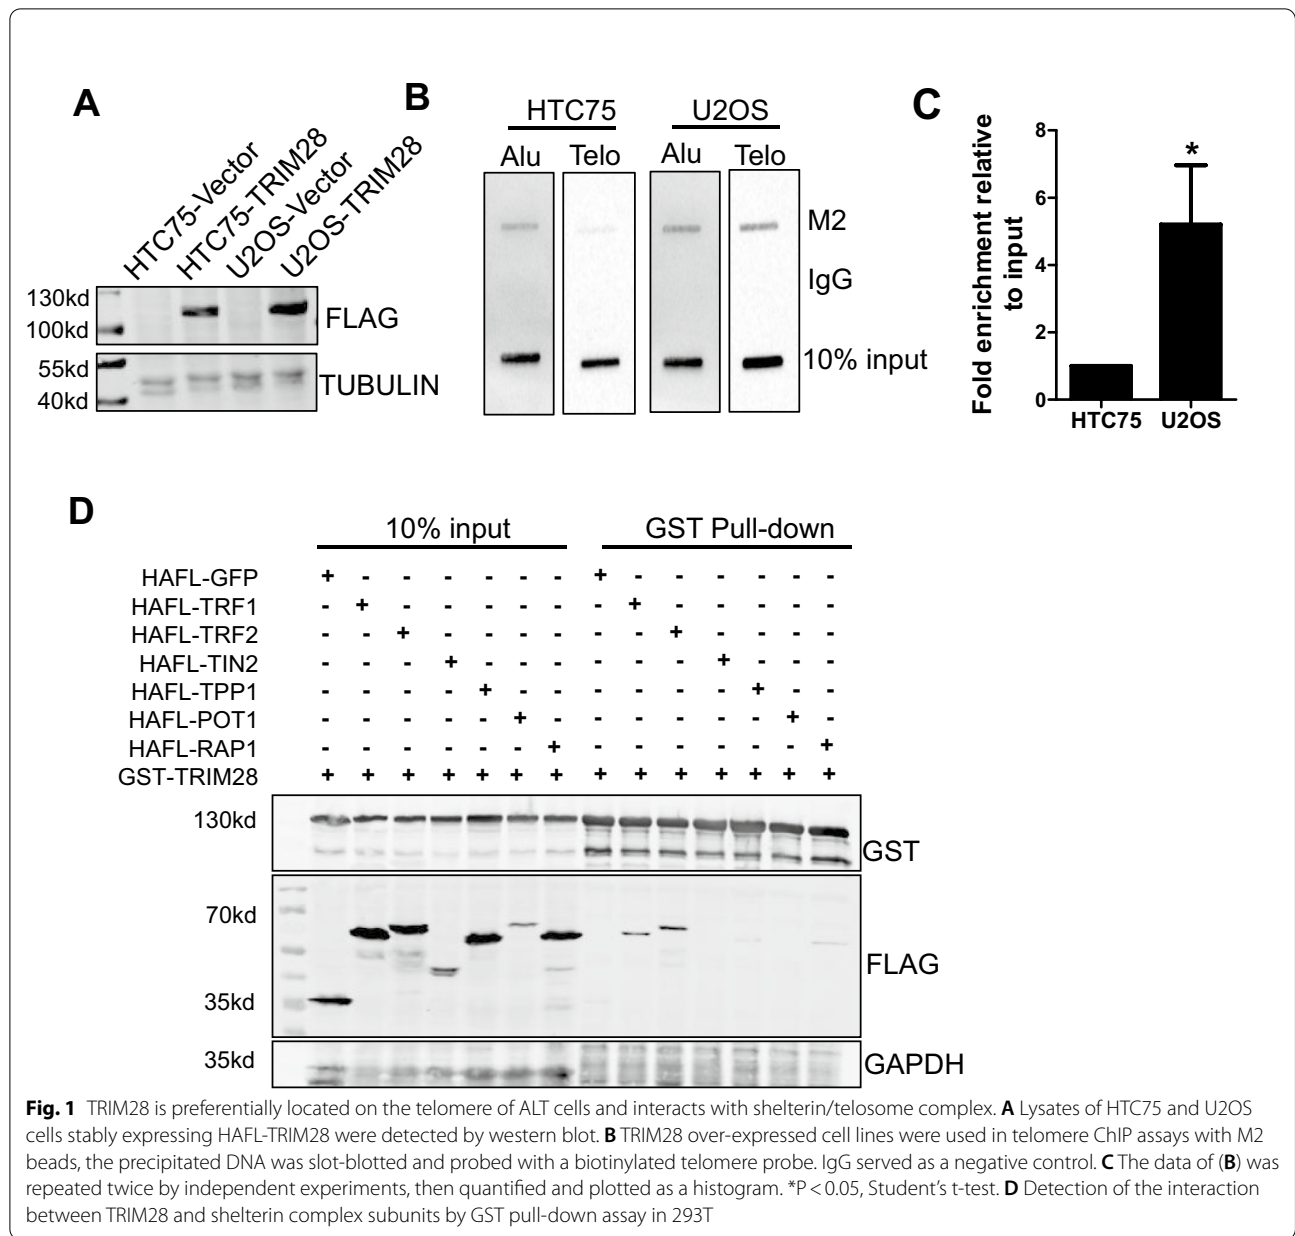 A
HTC75-Vector
HTC75-TRIM28
U2OS-Vector
U2OS-TRIM28
130kd
100kd
FLAG
55kd
40kd
TUBULIN
B
HTC75 U2OS
Alu Telo Alu Telo
M2
IgG
10% input
C
Fold enrichment relative
to input
8
6
4
2
0
*
HTC75 U2OS
D
10% input GST Pull-down
HAFL-GFP + - - - - - - + - - - - - -
HAFL-TRF1 - + - - - - - - + - - - - -
HAFL-TRF2 - - + - - - - - - + - - - -
HAFL-TIN2 - - - + - - - - - - + - - -
HAFL-TPP1 - - - - + - - - - - - + - -
HAFL-POT1 - - - - - + - - - - - - + -
HAFL-RAP1 - - - - - - + - - - - - - +
GST-TRIM28 + + + + + + + + + + + + + +
130kd
GST
70kd
FLAG
35kd
35kd
GAPDH
Fig. 1 TRIM28 is preferentially located on the telomere of ALT cells and interacts with shelterin/telosome complex. A Lysates of HTC75 and U2OS
cells stably expressing HAFL-TRIM28 were detected by western blot. B TRIM28 over-expressed cell lines were used in telomere ChIP assays with M2
beads, the precipitated DNA was slot-blotted and probed with a biotinylated telomere probe. IgG served as a negative control. C The data of (B) was
repeated twice by independent experiments, then quantified and plotted as a histogram. *P < 0.05, Student's t-test. D Detection of the interaction
between TRIM28 and shelterin complex subunits by GST pull-down assay in 293T